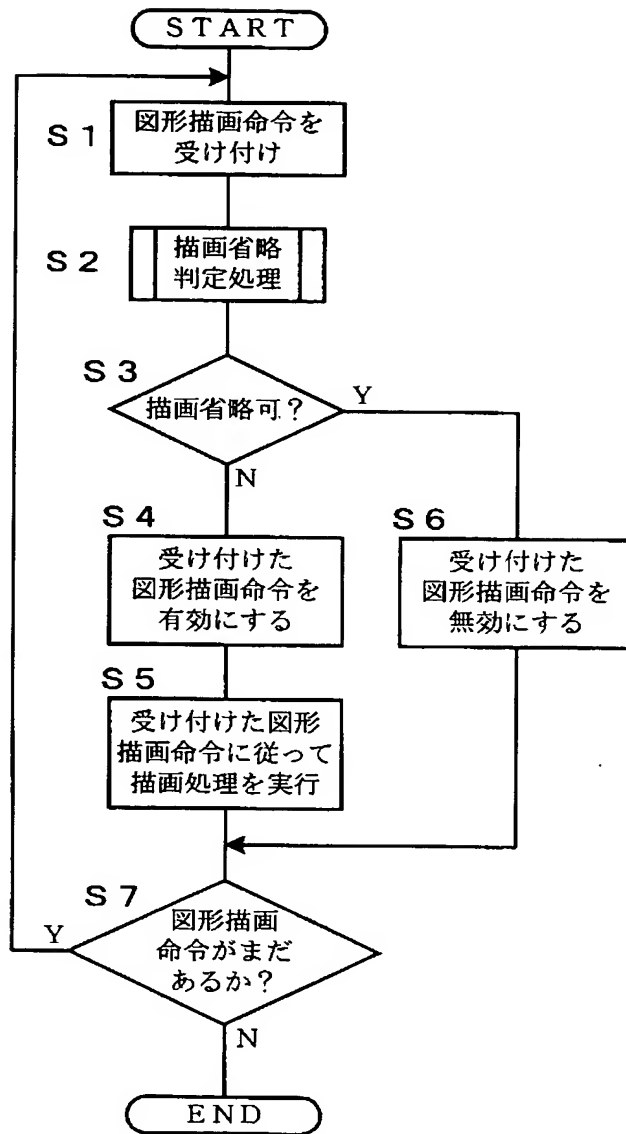 START
S1
図形描画命令を
受け付け
S2
描画省略
判定処理
S3
描画省略可?
Y
N
S4
受け付けた
図形描画命令を
有効にする
S6
受け付けた
図形描画命令を
無効にする
S5
受け付けた図形
描画命令に従って
描画処理を実行
S7
図形描画
命令がまだ
あるか?
Y
N
END